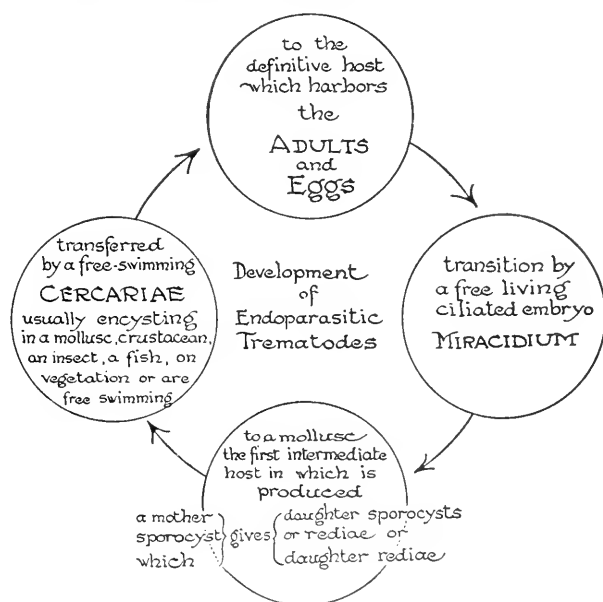 to the
definitive host
which harbors
the
ADULTS
and
Eggs
transition by
a free living
ciliated embryo
MIRACIDIUM
to a mollusc
the first intermediate
host in which is
produced
a mother
sporocyst
which
gives
daughter sporocysts
or rediae or
daughter rediae
transferred
by a free-swimming
CERCARIAE
usually encysting
in a mollusc, crustacean,
an insect, a fish, on
vegetation or are
free swimming
Development
of
Endoparasitic
Trematodes